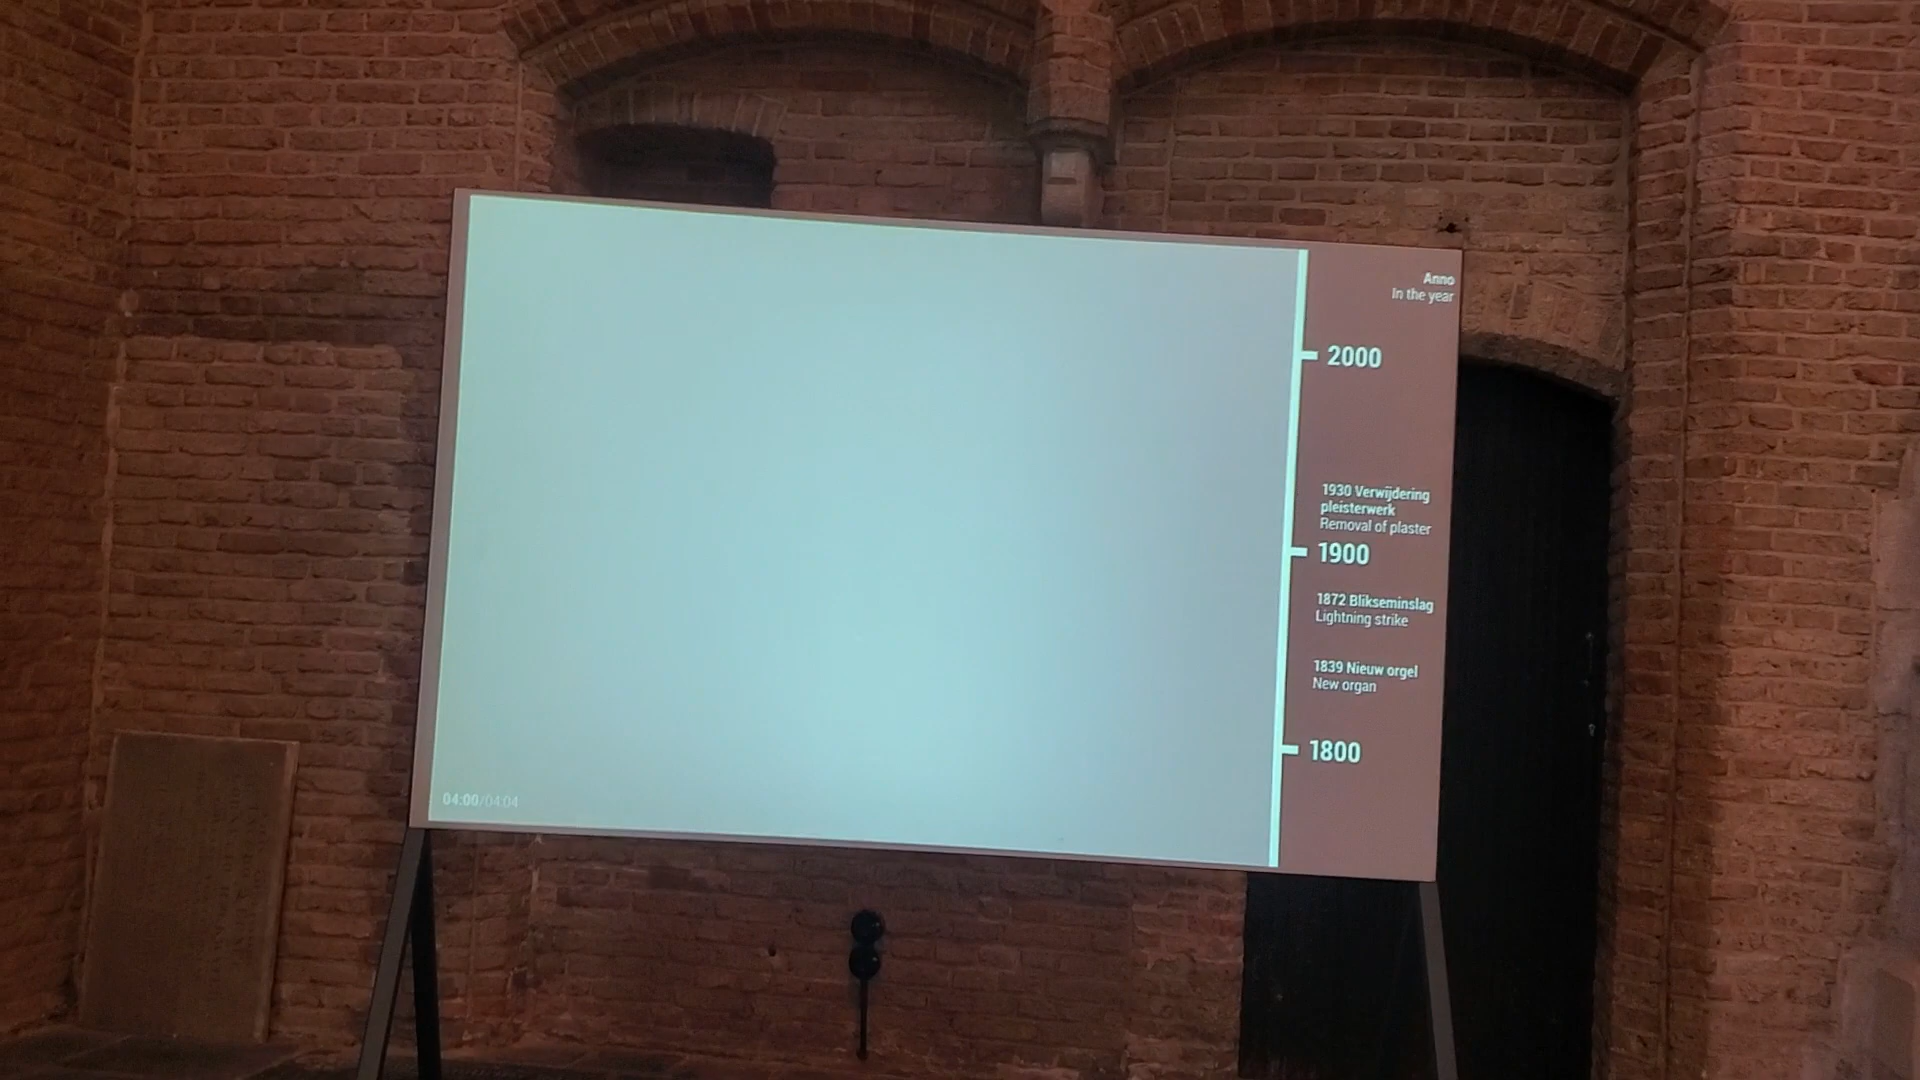 Anno
In the year
2000
1930 Verwijdering
pleisterwerk
Removal of plaster
1900
1872 Blikseminslag
Lightning strike
1839 Nieuw orgel
New organ
1800
04:00/04:04